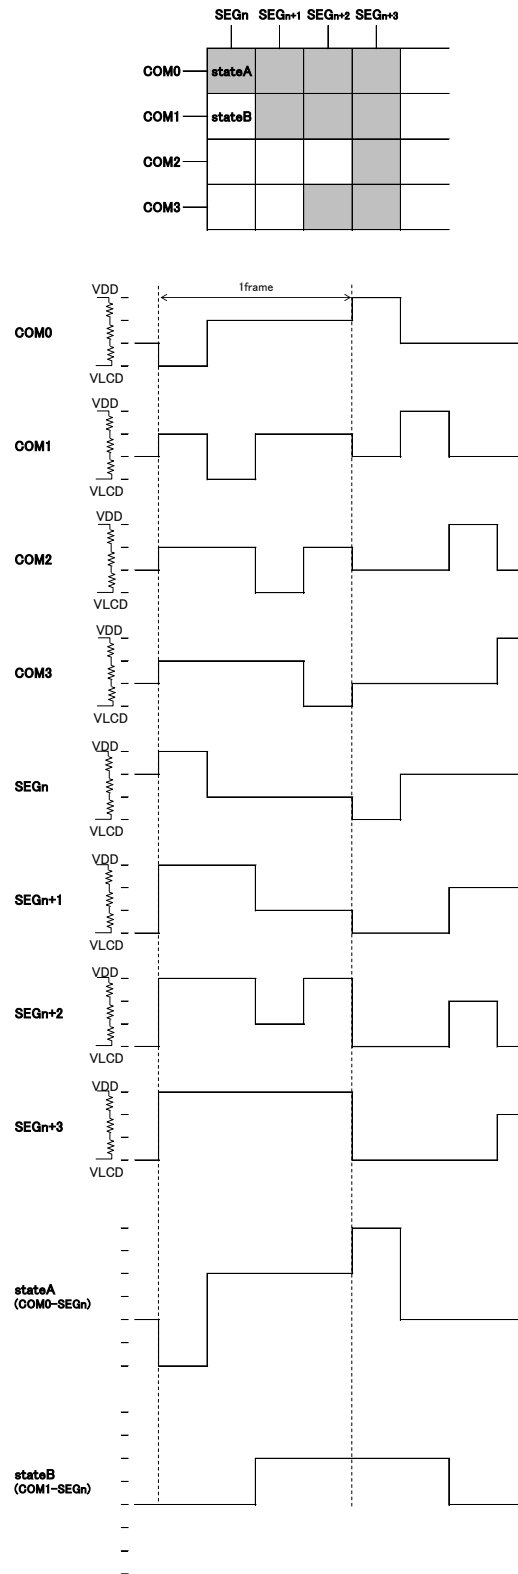 SEGn SEGn+1 SEGn+2 SEGn+3
COM0 stateA
COM1 stateB
COM2
COM3
1frame
VDD
COM0
VLCD
VDD
COM1
VLCD
VDD
COM2
VLCD
VDD
COM3
VLCD
VDD
SEGn
VLCD
VDD
SEGn+1
VLCD
VDD
SEGn+2
VLCD
VDD
SEGn+3
VLCD
stateA
(COM0-SEGn)
stateB
(COM1-SEGn)